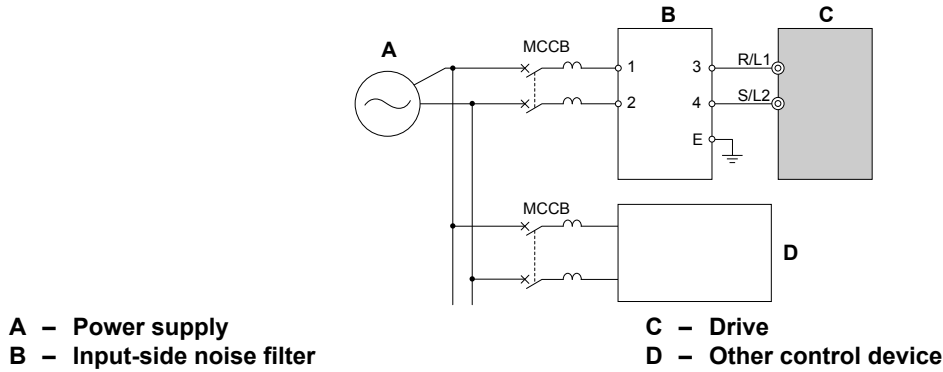 A
MCCB
B
C
1
3
R/L1
2
4
S/L2
E
MCCB
D
A – Power supply
B – Input-side noise filter
C – Drive
D – Other control device